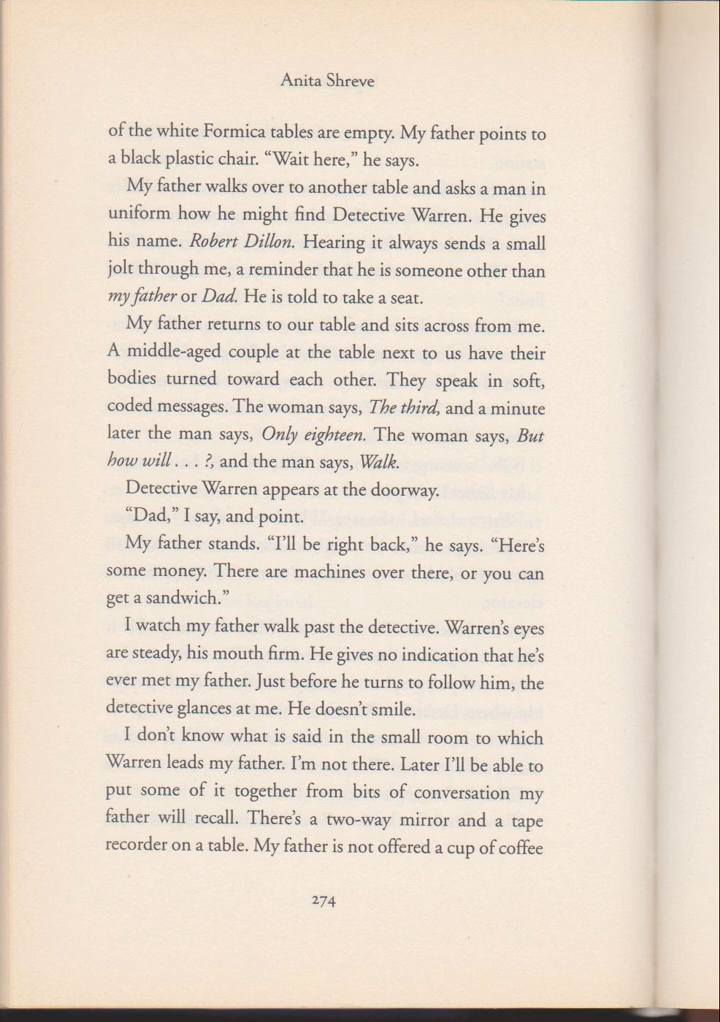 Anita Shreve
of the white Formica tables are empty. My father points to
a black plastic chair. “Wait here,” he says.
My father walks over to another table and asks a man in
uniform how he might find Detective Warren. He gives
his name. Robert Dillon. Hearing it always sends a small
jolt through me, a reminder that he is someone other than
my father or Dad. He is told to take a seat.
My father returns to our table and sits across from me.
A middle-aged couple at the table next to us have their
bodies turned toward each other. They speak in soft,
coded messages. The woman says, The third, and a minute
later the man says, Only eighteen. The woman says, But
how will . . . ?, and the man says, Walk.
Detective Warren appears at the doorway.
“Dad,” I say, and point.
My father stands. “I’ll be right back,” he says. “Here’s
some money. There are machines over there, or you can
get a sandwich.”
I watch my father walk past the detective. Warren’s eyes
are steady, his mouth firm. He gives no indication that he’s
ever met my father. Just before he turns to follow him, the
detective glances at me. He doesn’t smile.
I don’t know what is said in the small room to which
Warren leads my father. I’m not there. Later I’ll be able to
put some of it together from bits of conversation my
father will recall. There’s a two-way mirror and a tape
recorder on a table. My father is not offered a cup of coffee
274